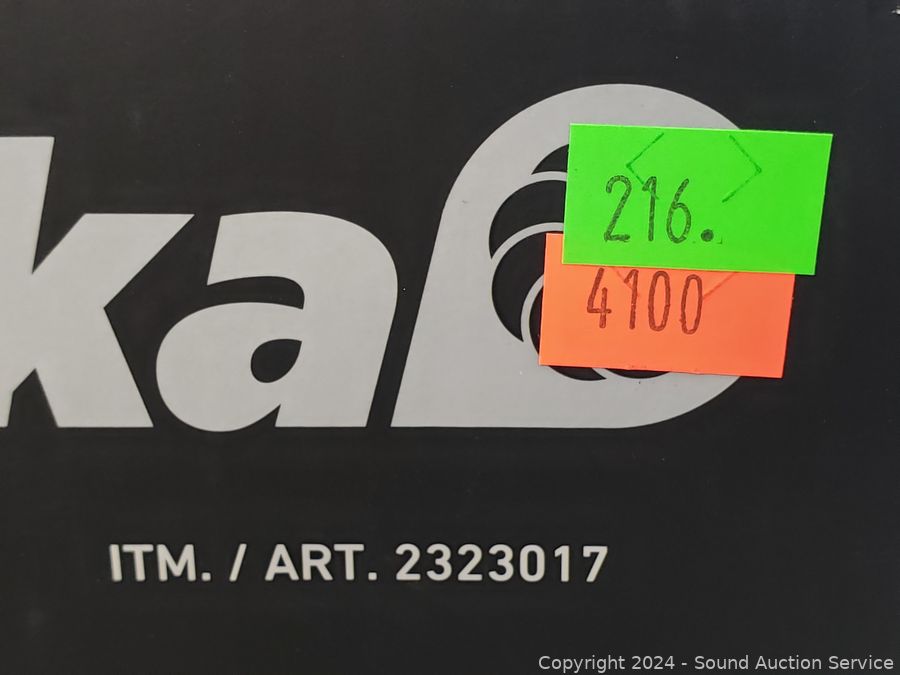 ka
216.
4100
ITM. / ART. 2323017
Copyright 2024 - Sound Auction Service